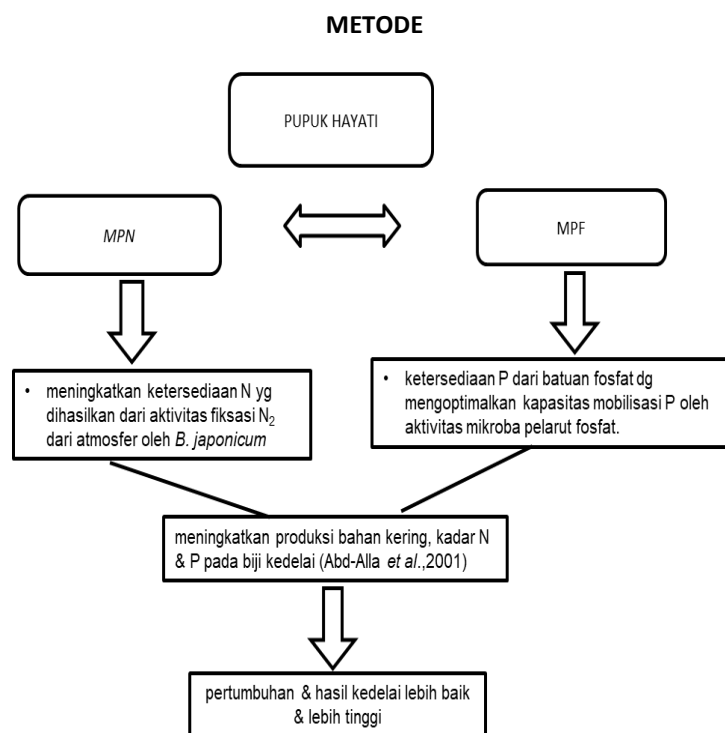 METODE
PUPUK HAYATI
MPN
MPF
• meningkatkan ketersediaan N yg
dihasilkan dari aktivitas fiksasi N₂
dari atmosfer oleh B. japonicum
• ketersediaan P dari batuan fosfat dg
mengoptimalkan kapasitas mobilisasi P oleh
aktivitas mikroba pelarut fosfat.
meningkatkan produksi bahan kering, kadar N
& P pada biji kedelai (Abd-Alla et al.,2001)
pertumbuhan & hasil kedelai lebih baik
& lebih tinggi